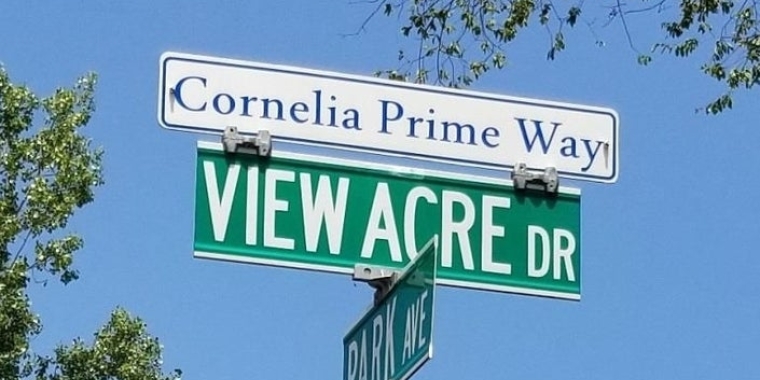 Cornelia Prime Way
VIEW ACRE DR
PARK AVE